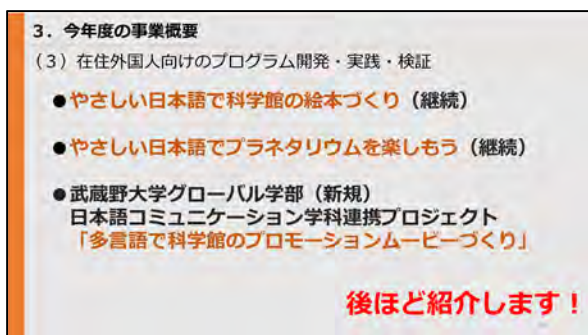 3．今年度の事業概要
（3）在住外国人向けのプログラム開発・実践・検証
●やさしい日本語で科学館の絵本づくり（継続）
●やさしい日本語でプラネタリウムを楽しもう（継続）
●武蔵野大学グローバル学部（新規）
日本語コミュニケーション学科連携プロジェクト
「多言語で科学館のプロモーションムービーづくり」
後ほど紹介します！